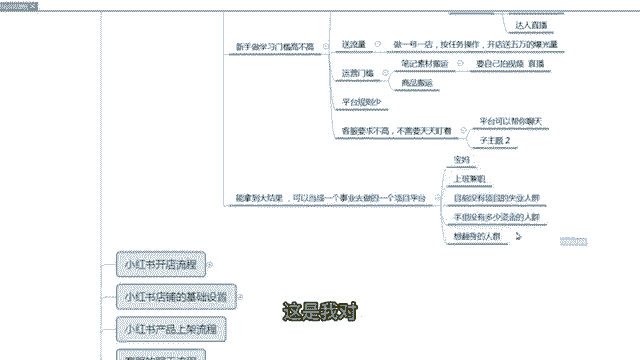 达人直播
新手做学习门槛高不高
送流量
做一号一店,按任务操作,开店送五万的曝光量
运营门槛
笔记素材搬运
要自己拍视频 直播
商品搬运
平台规则少
客服要求不高,不需要天天盯着
平台可以帮你聊天
子主题 2
能拿到大结果,可以当成一个事业去做的一个项目平台
宝妈
上班兼职
目前没有项目的失业人群
手里没有多少资金的人群
想翻身的人群
小红书开店流程
小红书店铺的基础设置
小红书产品上架流程
这是我对